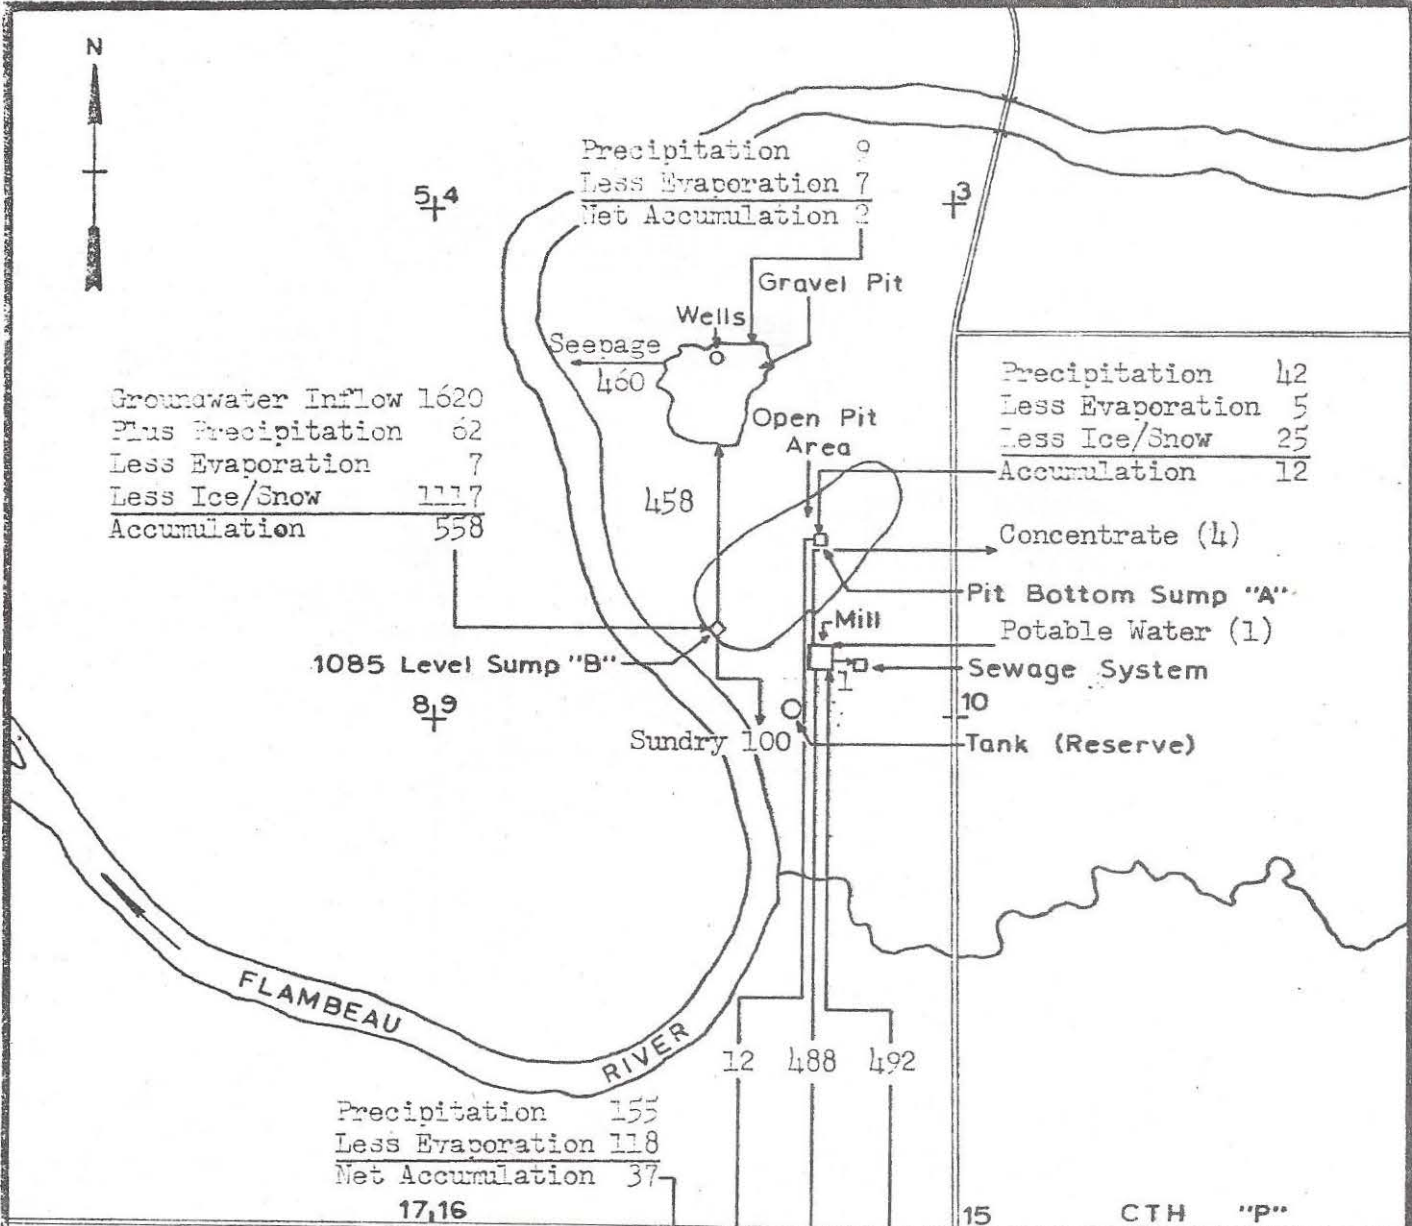 N
Precipitation 9
Less Evaporation 7
Net Accumulation 2
5 4
3
Gravel Pit
Wells
Seepage
460
Groundwater Inflow 1620
Plus Precipitation 62
Less Evaporation 7
Less Ice/Snow 1117
Accumulation 558
Precipitation 42
Less Evaporation 5
Less Ice/Snow 25
Accumulation 12
Open Pit
Area
458
Concentrate (4)
Pit Bottom Sump "A"
Mill
Potable Water (1)
1085 Level Sump "B"
Sewage System
1
8 9
10
Sundry 100
Tank (Reserve)
FLAMBEAU
RIVER
12 488 492
Precipitation 155
Less Evaporation 118
Net Accumulation 37
17 16
15
CTH "P"